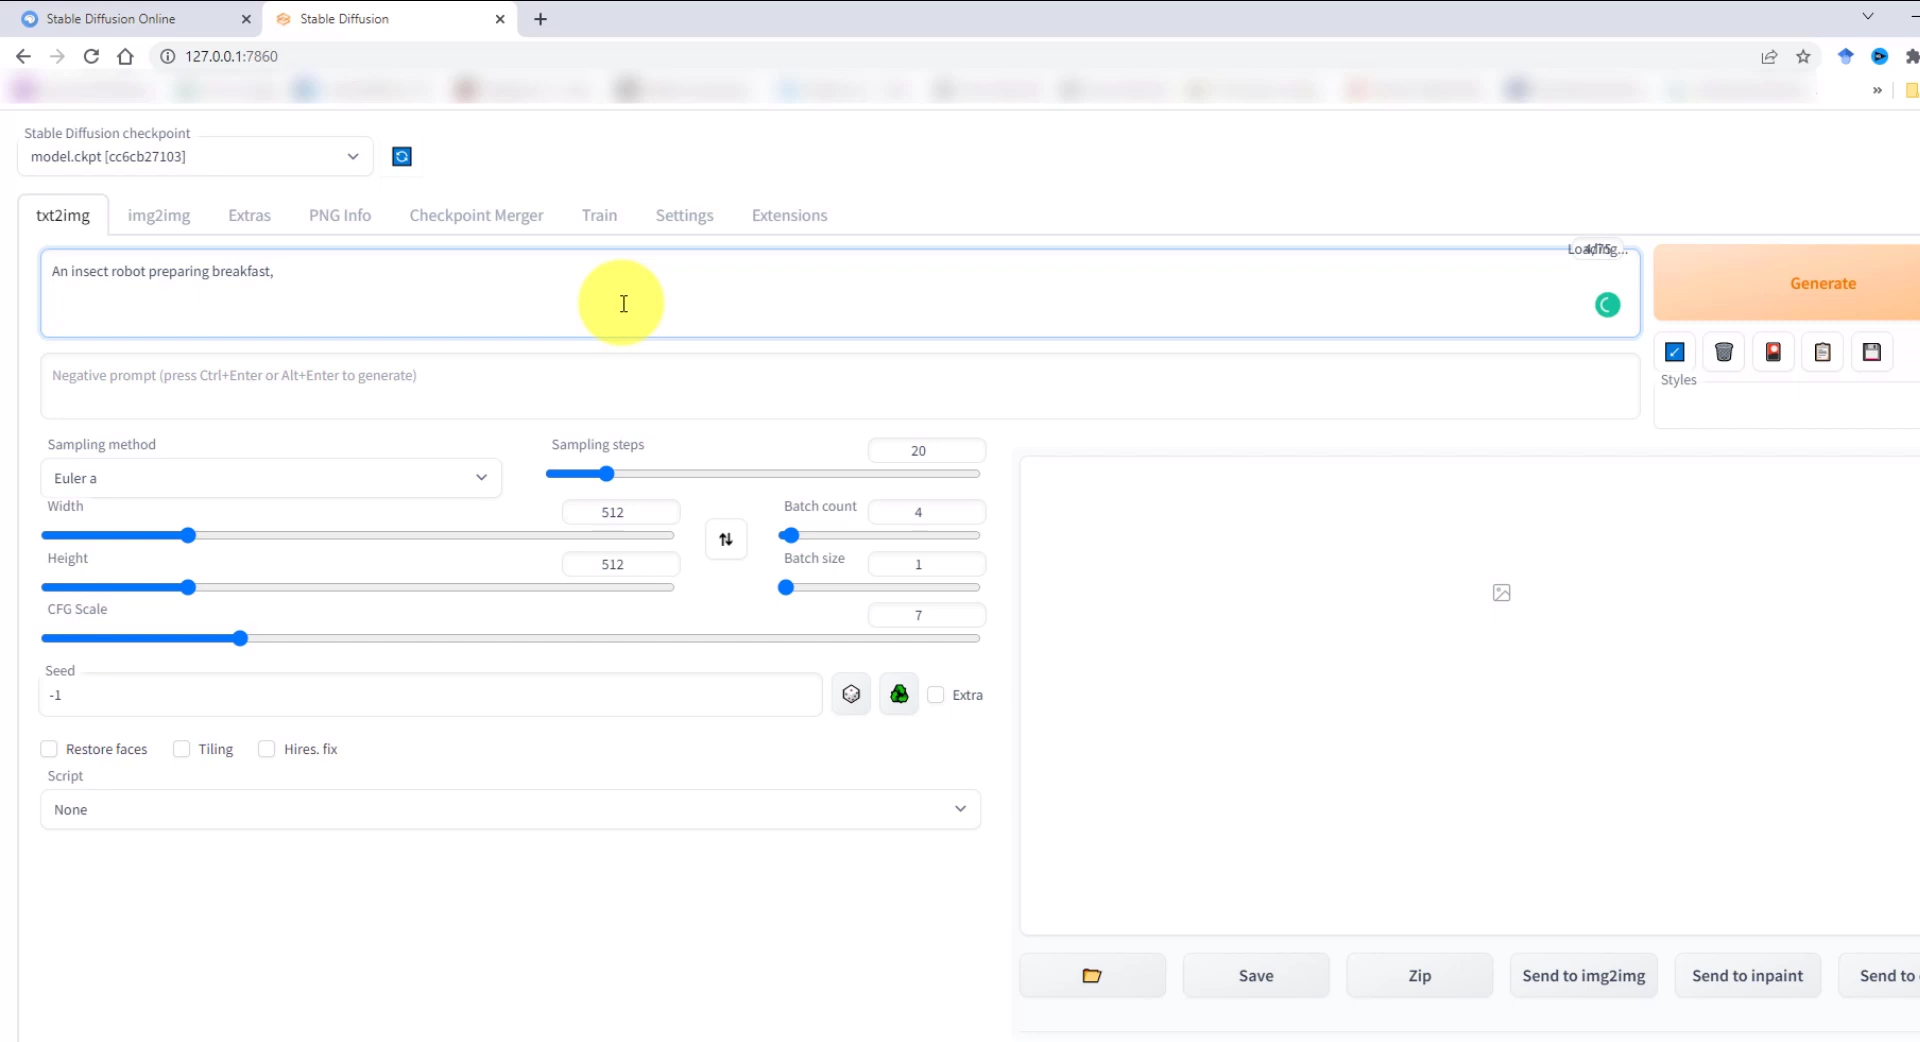 Stable Diffusion Online
Stable Diffusion
127.0.0.1:7860
Stable Diffusion checkpoint
model.ckpt [cc6cb27103]
txt2img img2img Extras PNG Info Checkpoint Merger Train Settings Extensions
Loading...
An insect robot preparing breakfast,
Generate
Negative prompt (press Ctrl+Enter or Alt+Enter to generate)
Styles
Sampling method
Euler a
Sampling steps
20
Width
512
Batch count
4
Height
512
Batch size
1
CFG Scale
7
Seed
-1
Extra
Restore faces Tiling Hires. fix
Script
None
Save Zip Send to img2img Send to inpaint Send to